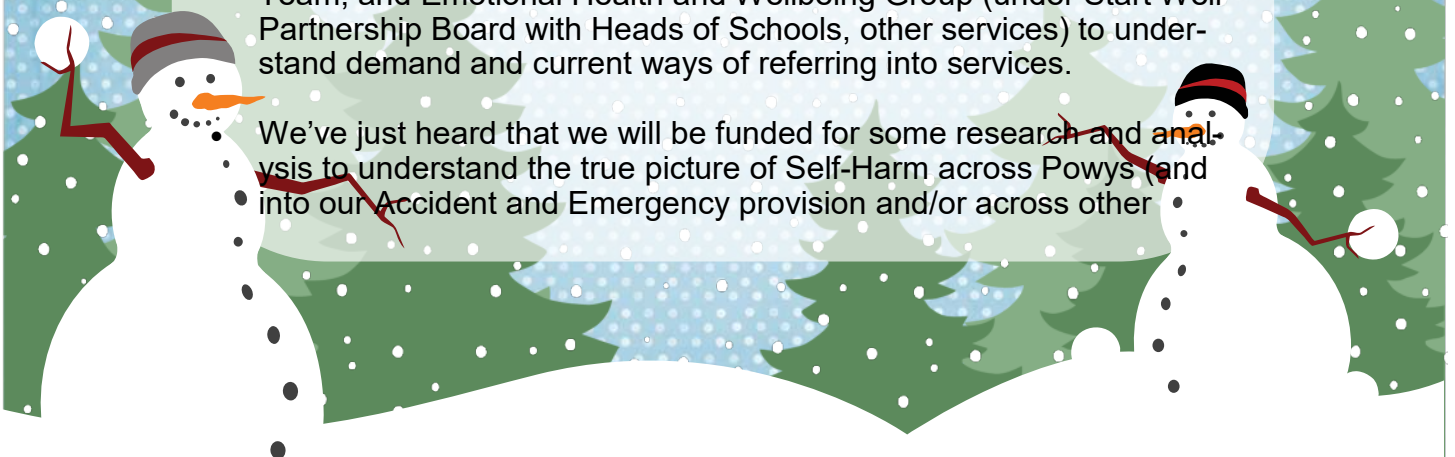 Team, and Emotional Health and Wellbeing Group (under Start Well
Partnership Board with Heads of Schools, other services) to under-
stand demand and current ways of referring into services.
We’ve just heard that we will be funded for some research and anal-
ysis to understand the true picture of Self-Harm across Powys (and
into our Accident and Emergency provision and/or across other